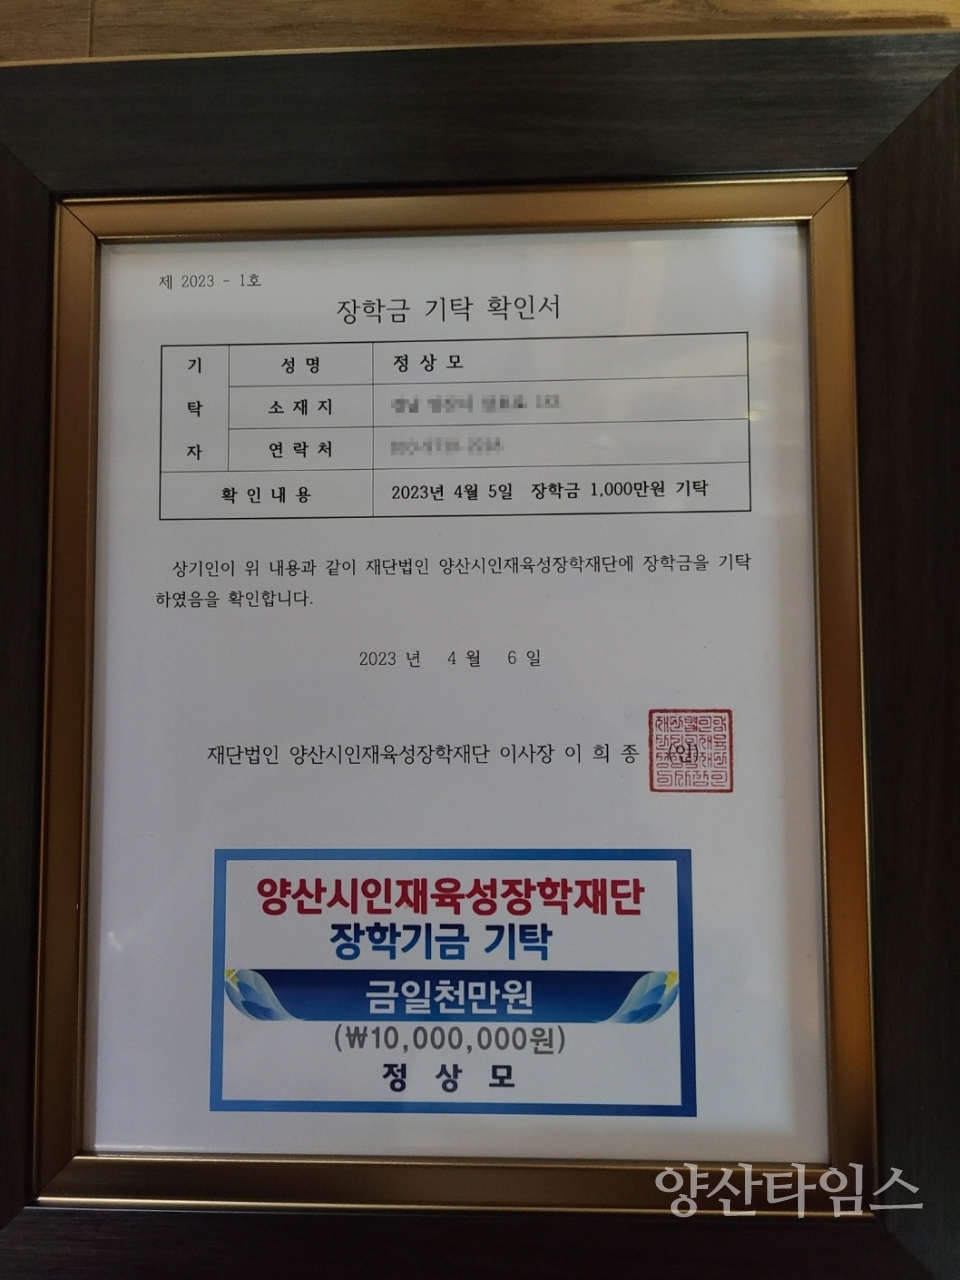 제 2023 - 1호
장학금 기탁 확인서
기 성 명 정 상 모
탁 소 재 지
자 연 락 처
확 인 내 용 2023년 4월 5일 장학금 1,000만원 기탁
상기인이 위 내용과 같이 재단법인 양산시인재육성장학재단에 장학금을 기탁
하였음을 확인합니다.
2023 년 4 월 6 일
재단법인 양산시인재육성장학재단 이사장 이 희 종 (인)
양산시인재육성장학재단
장학기금 기탁
금일천만원
(₩10,000,000원)
정 상 모
양산타임스